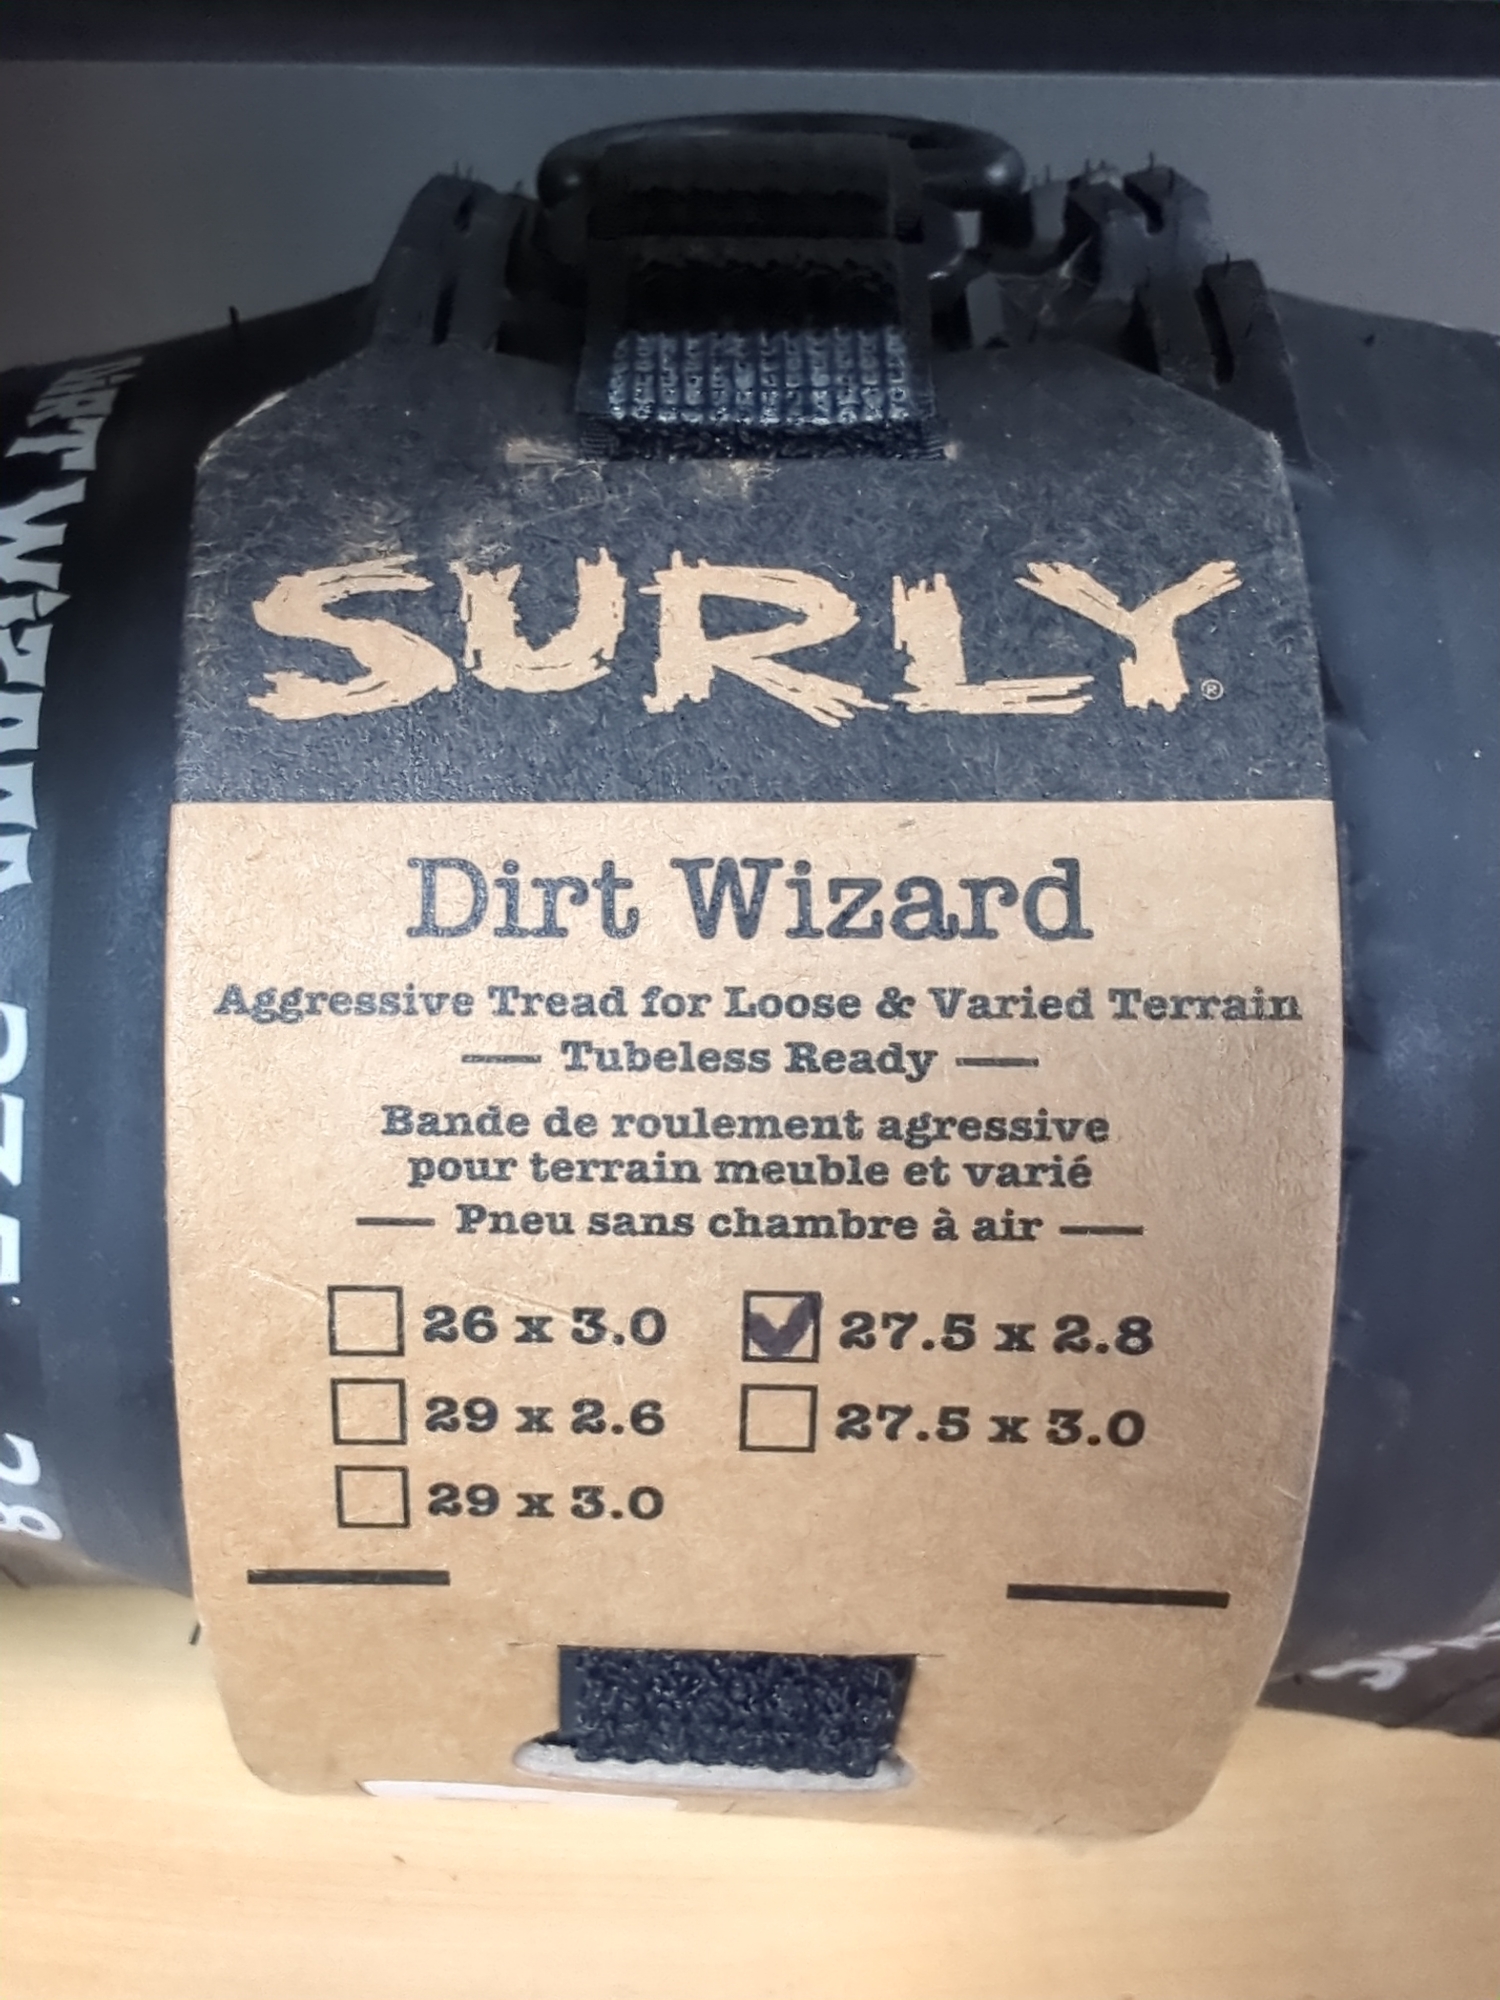 SURLY®
Dirt Wizard
Aggressive Tread for Loose & Varied Terrain
Tubeless Ready
Bande de roulement agressive
pour terrain meuble et varié
Pneu sans chambre à air
26 x 3.0
27.5 x 2.8
29 x 2.6
27.5 x 3.0
29 x 3.0